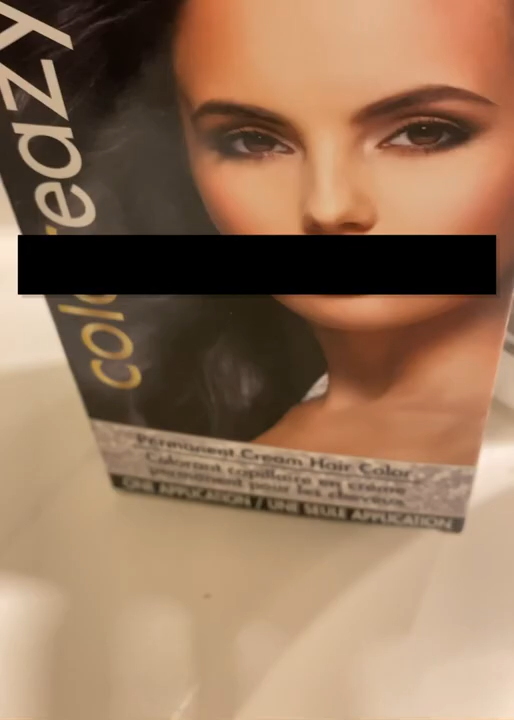 coloreazy
Permanent Cream Hair Color
Colorant capillaire en crème
permanent pour les cheveux
ONE APPLICATION / UNE SEULE APPLICATION